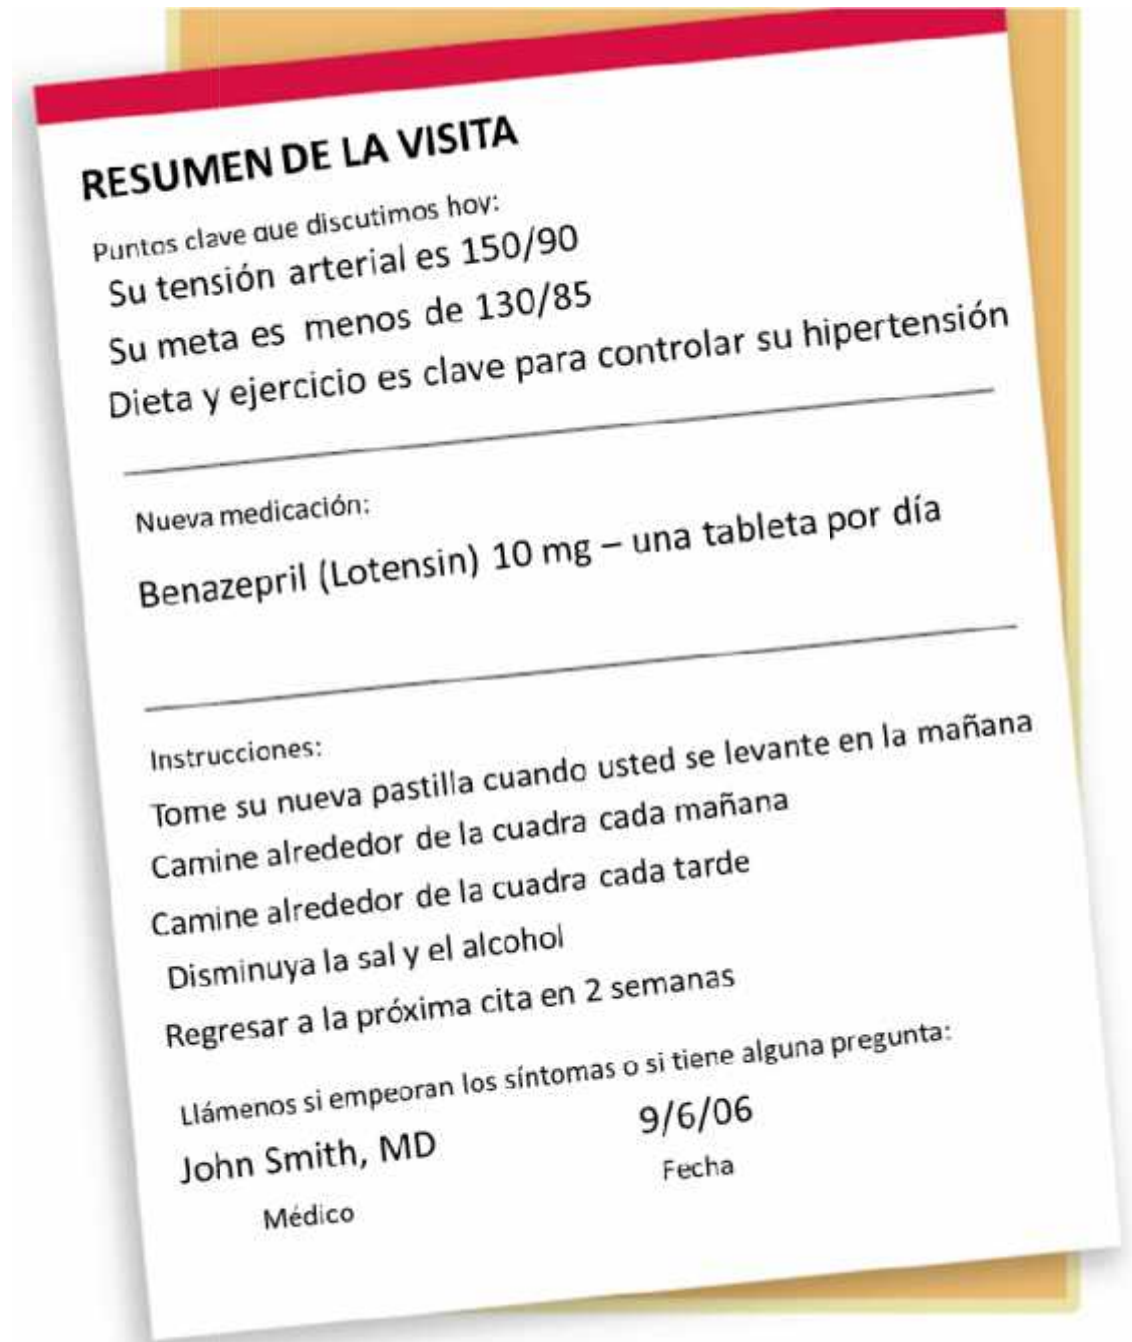 RESUMEN DE LA VISITA
Puntos clave que discutimos hoy:
Su tensión arterial es 150/90
Su meta es menos de 130/85
Dieta y ejercicio es clave para controlar su hipertensión
Nueva medicación:
Benazepril (Lotensin) 10 mg – una tableta por día
Instrucciones:
Tome su nueva pastilla cuando usted se levante en la mañana
Camine alrededor de la cuadra cada mañana
Camine alrededor de la cuadra cada tarde
Disminuya la sal y el alcohol
Regresar a la próxima cita en 2 semanas
Llámenos si empeoran los síntomas o si tiene alguna pregunta:
John Smith, MD 9/6/06
Médico Fecha